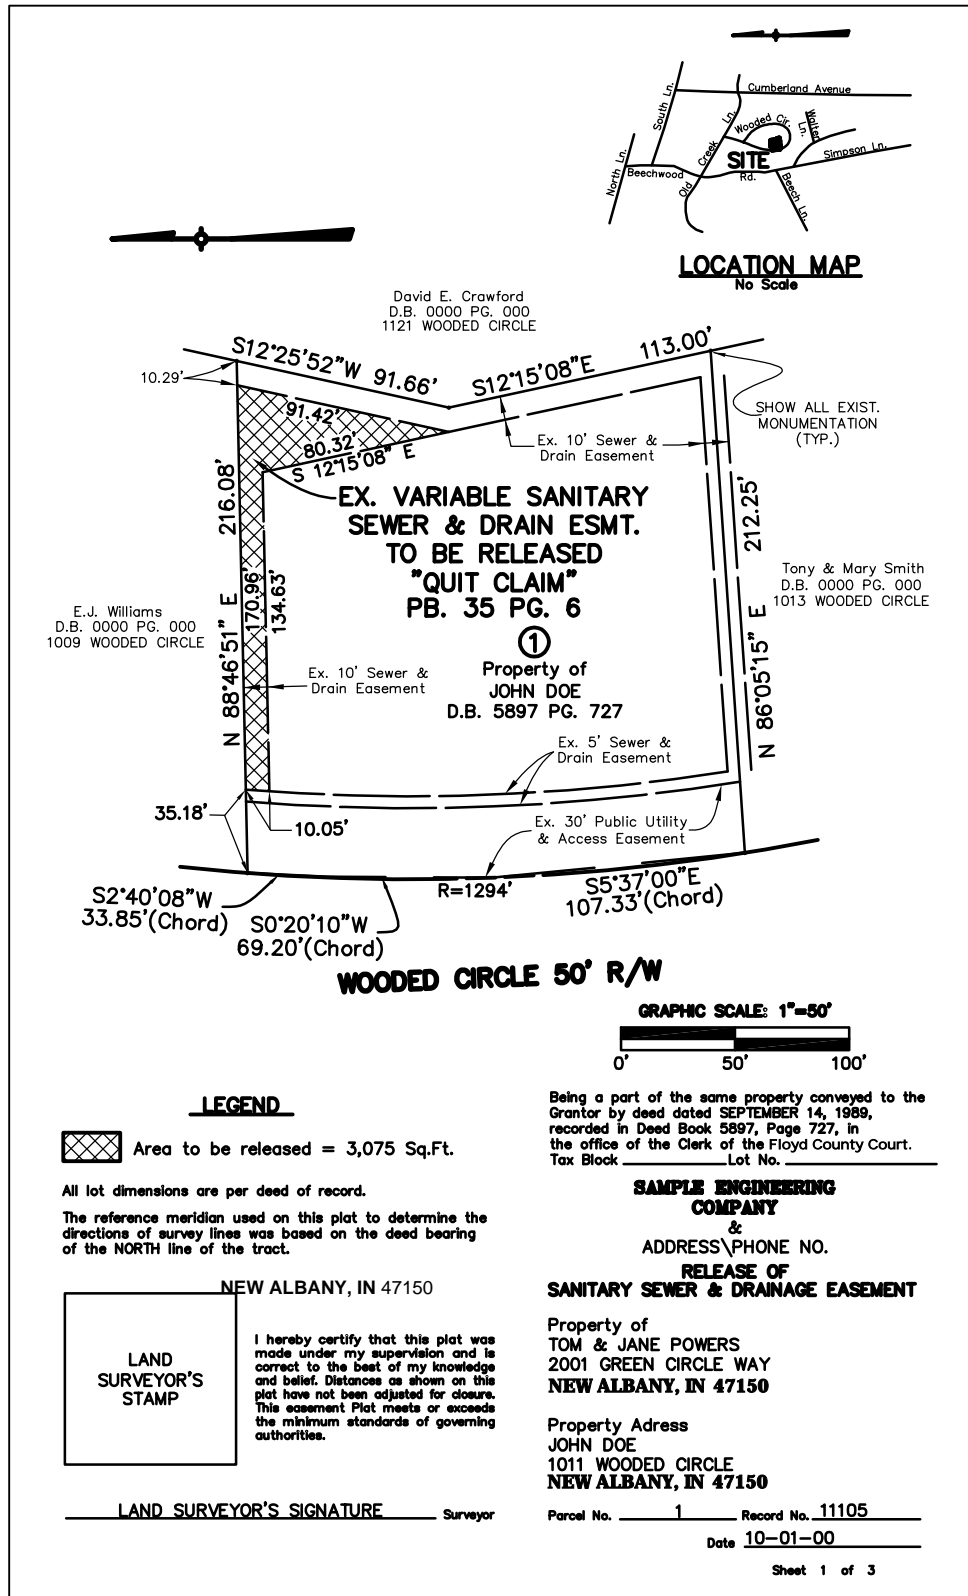 Cumberland Avenue
South Ln.
Wooded Cir.
Walter Ln.
Creek Ln.
Old
SITE
Simpson Ln.
North Ln.
Beechwood
Rd.
Beech Ln.
LOCATION MAP
No Scale
David E. Crawford
D.B. 0000 PG. 000
1121 WOODED CIRCLE
S12°25'52"W 91.66'
S12°15'08"E 113.00'
10.29'
91.42'
80.32'
S 12°15'08" E
Ex. 10' Sewer &
Drain Easement
SHOW ALL EXIST.
MONUMENTATION
(TYP.)
EX. VARIABLE SANITARY
SEWER & DRAIN ESMT.
TO BE RELEASED
"QUIT CLAIM"
PB. 35 PG. 6
1
Property of
JOHN DOE
D.B. 5897 PG. 727
N 88°46'51" E 216.08'
170.96'
134.63'
N 86°05'15" E 212.25'
Tony & Mary Smith
D.B. 0000 PG. 000
1013 WOODED CIRCLE
E.J. Williams
D.B. 0000 PG. 000
1009 WOODED CIRCLE
Ex. 10' Sewer &
Drain Easement
Ex. 5' Sewer &
Drain Easement
35.18'
10.05'
Ex. 30' Public Utility
& Access Easement
R=1294'
S2°40'08"W
33.85'(Chord)
S0°20'10"W
69.20'(Chord)
S5°37'00"E
107.33'(Chord)
WOODED CIRCLE 50' R/W
GRAPHIC SCALE: 1"=50'
0' 50' 100'
LEGEND
Area to be released = 3,075 Sq.Ft.
All lot dimensions are per deed of record.
The reference meridian used on this plat to determine the
directions of survey lines was based on the deed bearing
of the NORTH line of the tract.
NEW ALBANY, IN 47150
LAND
SURVEYOR'S
STAMP
I hereby certify that this plat was
made under my supervision and is
correct to the best of my knowledge
and belief. Distances as shown on this
plat have not been adjusted for closure.
This easement Plat meets or exceeds
the minimum standards of governing
authorities.
LAND SURVEYOR'S SIGNATURE Surveyor
Being a part of the same property conveyed to the
Grantor by deed dated SEPTEMBER 14, 1989,
recorded in Deed Book 5897, Page 727, in
the office of the Clerk of the Floyd County Court.
Tax Block Lot No.
SAMPLE ENGINEERING
COMPANY
&
ADDRESS\PHONE NO.
RELEASE OF
SANITARY SEWER & DRAINAGE EASEMENT
Property of
TOM & JANE POWERS
2001 GREEN CIRCLE WAY
NEW ALBANY, IN 47150
Property Adress
JOHN DOE
1011 WOODED CIRCLE
NEW ALBANY, IN 47150
Parcel No. 1 Record No. 11105
Date 10-01-00
Sheet 1 of 3